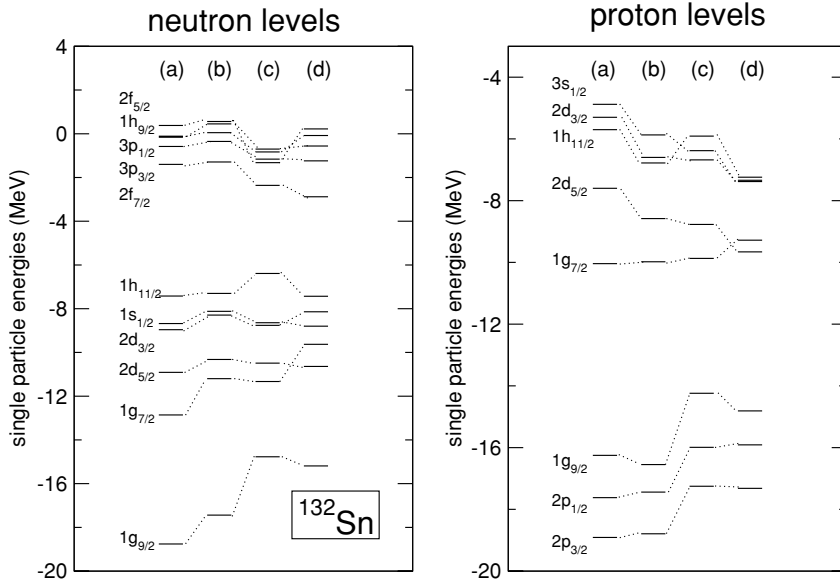 neutron levels
proton levels
single particle energies (MeV)
4
0
-4
-8
-12
-16
-20
(a) (b) (c) (d)
2f5/2
1h9/2
3p1/2
3p3/2
2f7/2
1h11/2
1s1/2
2d3/2
2d5/2
1g7/2
1g9/2
132Sn
single particle energies (MeV)
-4
-8
-12
-16
-20
(a) (b) (c) (d)
3s1/2
2d3/2
1h11/2
2d5/2
1g7/2
1g9/2
2p1/2
2p3/2